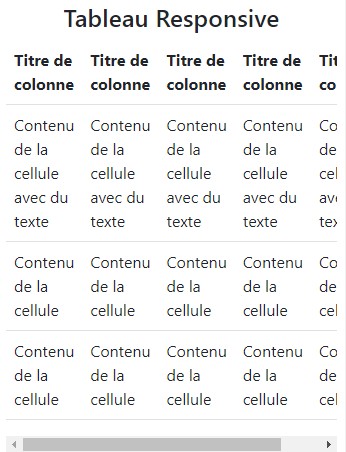 Tableau Responsive
Titre de Titre de Titre de Titre de Tit
colonne colonne colonne colonne co
Contenu Contenu Contenu Contenu Co
de la de la de la de la de
cellule cellule cellule cellule cel
avec du avec du avec du avec du
texte texte texte texte tex
Contenu Contenu Contenu Contenu Co
de la de la de la de la de
cellule cellule cellule cellule cel
Contenu Contenu Contenu Contenu Co
de la de la de la de la de
cellule cellule cellule cellule cel